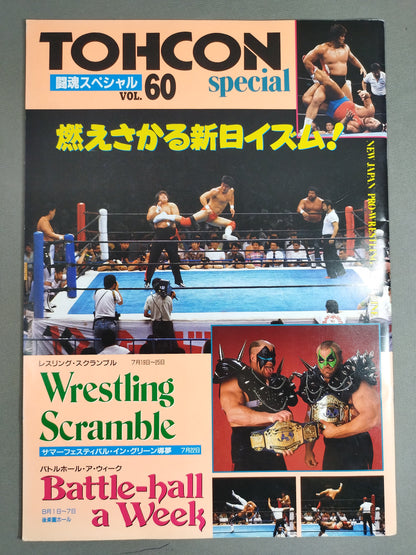 TOHCON
闘魂スペシャル
VOL. 60
special
燃えさかる新日イズム!
NEW JAPAN PRO-WRESTLING
レスリング・スクランブル 7月19日~25日
Wrestling
Scramble
サマーフェスティバル・イン・グリーン導夢 7月22日
バトルホール・ア・ウィーク
Battle-hall
a Week
8月1日~7日
後楽園ホール